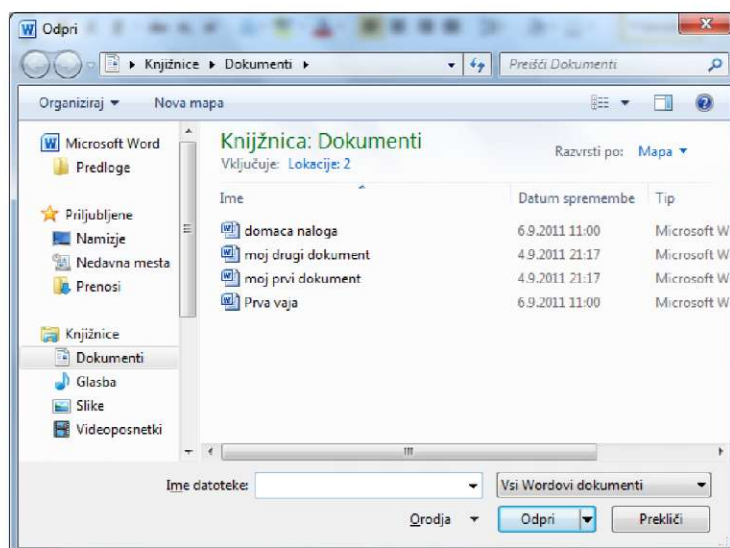 Odpri
Knjižnice ▸ Dokumenti ▸
Preišči Dokumenti
Organiziraj
Nova mapa
Microsoft Word
Predloge
Priljubljene
Namizje
Nedavna mesta
Prenosi
Knjižnice
Dokumenti
Glasba
Slike
Videoposnetki
Knjižnica: Dokumenti
Vključuje: Lokacije: 2
Razvrsti po: Mapa
Ime Datum spremembe Tip
domaca naloga 6.9.2011 11:00 Microsoft W
moj drugi dokument 4.9.2011 21:17 Microsoft W
moj prvi dokument 4.9.2011 21:17 Microsoft W
Prva vaja 6.9.2011 11:00 Microsoft W
Ime datoteke:
Vsi Wordovi dokumenti
Orodja
Odpri
Prekliči